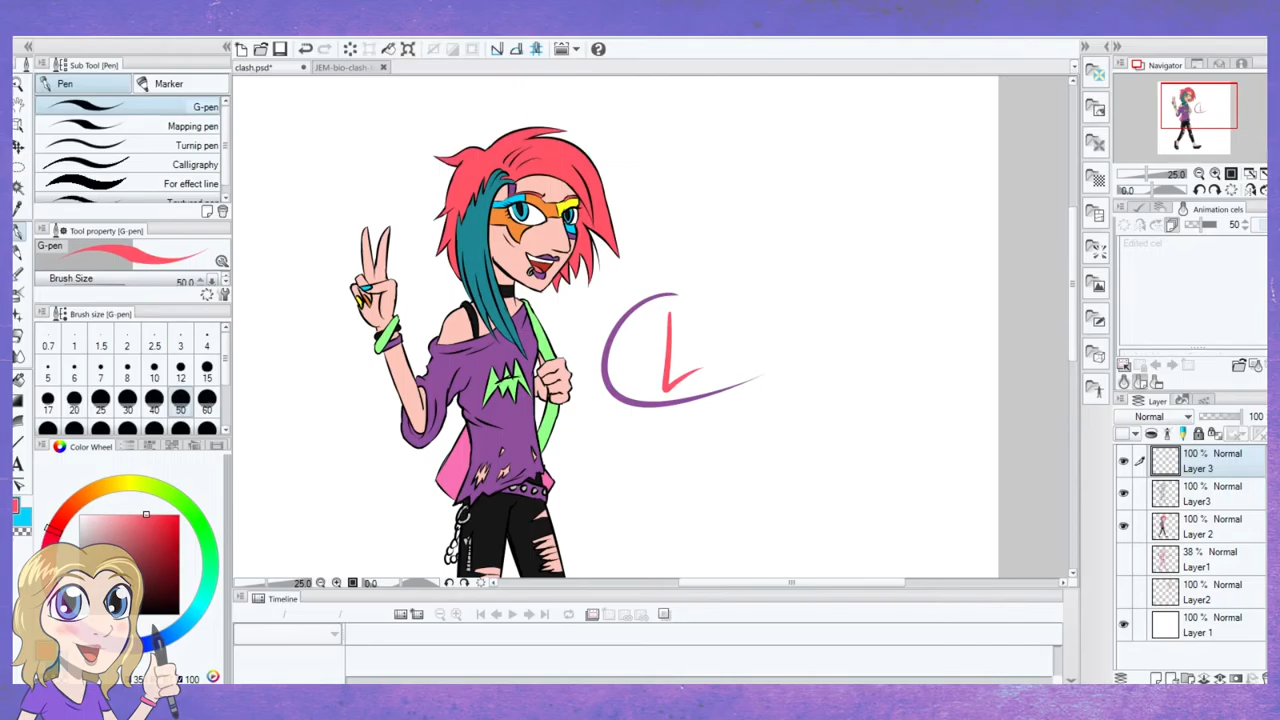 Sub Tool [Pen]
Pen
Marker
G-pen
Mapping pen
Turnip pen
Calligraphy
For effect line
Tool property [G-pen]
G-pen
Brush Size
50.0
Brush size [G-pen]
0.7 1 1.5 2 2.5 3 4
5 6 7 8 10 12 15
17 20 25 30 40 50 60
Color Wheel
100
clash.psd*
JEM-bio-clash
CL
25.0
0.0
Timeline
Navigator
25.0
0.0
Animation cels
50
Edited cel
Layer
Normal
100
100 % Normal
Layer 3
100 % Normal
Layer3
100 % Normal
Layer 2
38 % Normal
Layer1
100 % Normal
Layer2
100 % Normal
Layer 1